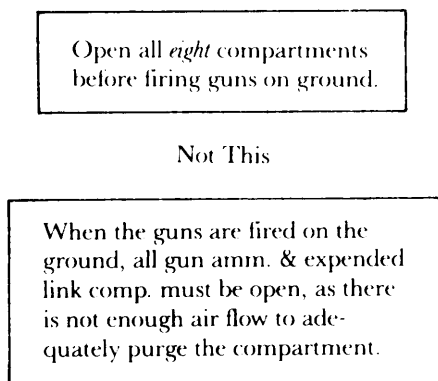 Open all eight compartments
before firing guns on ground.
Not This
When the guns are fired on the
ground, all gun amm. & expended
link comp. must be open, as there
is not enough air flow to ade-
quately purge the compartment.